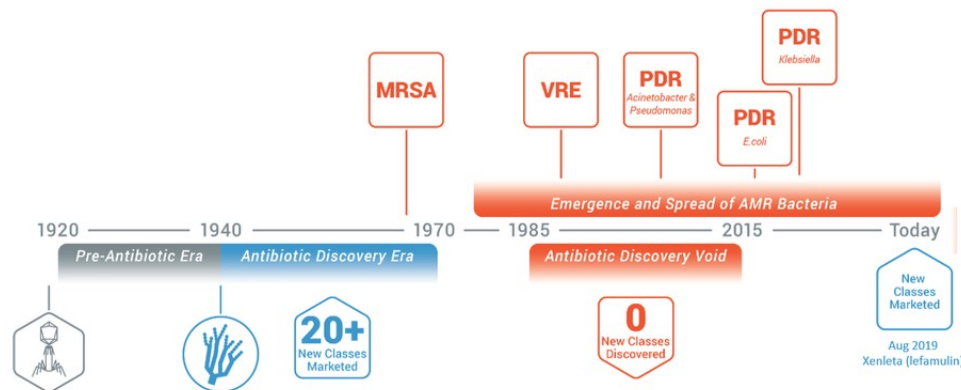 PDR
Klebsiella
MRSA
VRE
PDR
Acinetobacter &
Pseudomonas
PDR
E.coli
Emergence and Spread of AMR Bacteria
1920
1940
1970
1985
2015
Today
Pre-Antibiotic Era
Antibiotic Discovery Era
Antibiotic Discovery Void
20+
New Classes
Marketed
0
New Classes
Discovered
New
Classes
Marketed
Aug 2019
Xenleta (lefamulin)